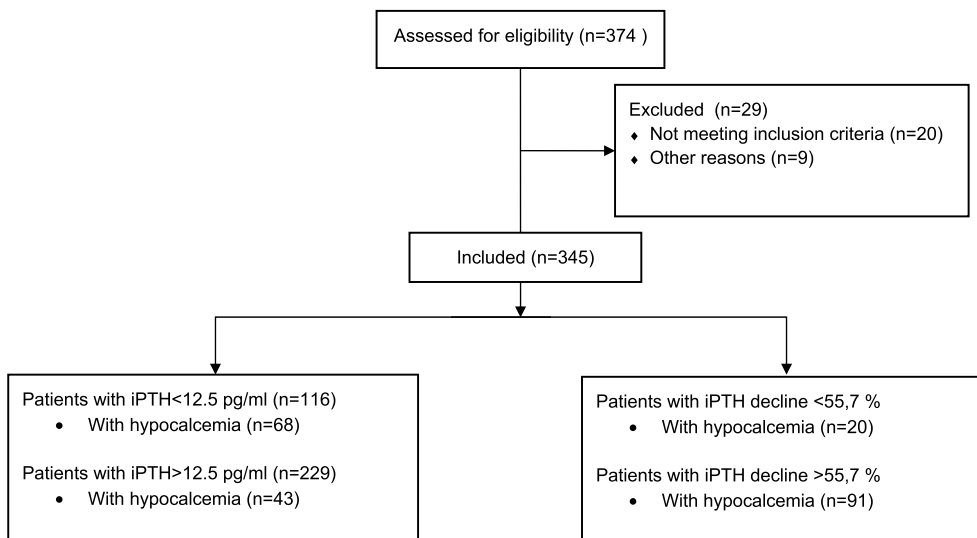 Assessed for eligibility (n=374 )
Excluded  (n=29)
♦ Not meeting inclusion criteria (n=20)
♦ Other reasons (n=9)
Included (n=345)
Patients with iPTH<12.5 pg/ml (n=116)
• With hypocalcemia (n=68)
Patients with iPTH>12.5 pg/ml (n=229)
• With hypocalcemia (n=43)
Patients with iPTH decline <55,7 %
• With hypocalcemia (n=20)
Patients with iPTH decline >55,7 %
• With hypocalcemia (n=91)